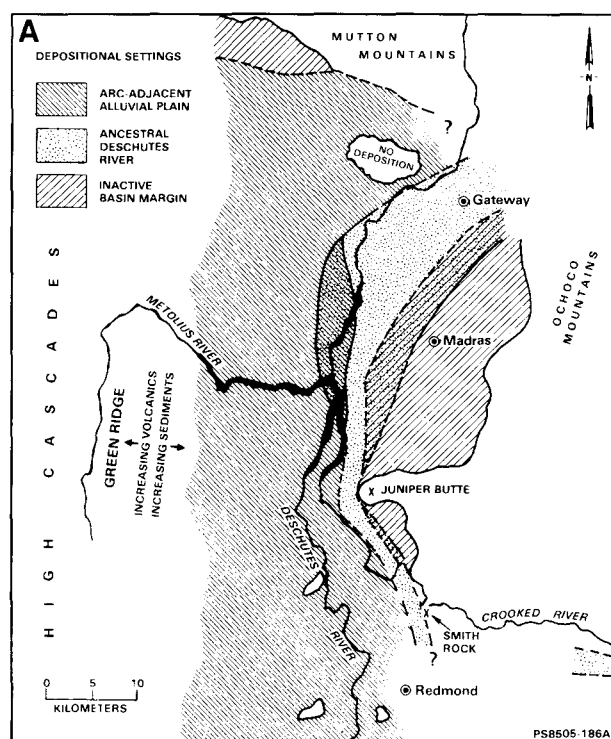 A
DEPOSITIONAL SETTINGS
ARC-ADJACENT
ALLUVIAL PLAIN
ANCESTRAL
DESCHUTES
RIVER
INACTIVE
BASIN MARGIN
MUTTON
MOUNTAINS
N
?
NO
DEPOSITION
Gateway
OCHOCO
MOUNTAINS
Madras
HIGH CASCADES
METOLIUS RIVER
GREEN RIDGE
INCREASING VOLCANICS
INCREASING SEDIMENTS
X JUNIPER BUTTE
DESCHUTES
RIVER
CROOKED RIVER
X
SMITH
ROCK
?
Redmond
0 5 10
KILOMETERS
PS8505-186A